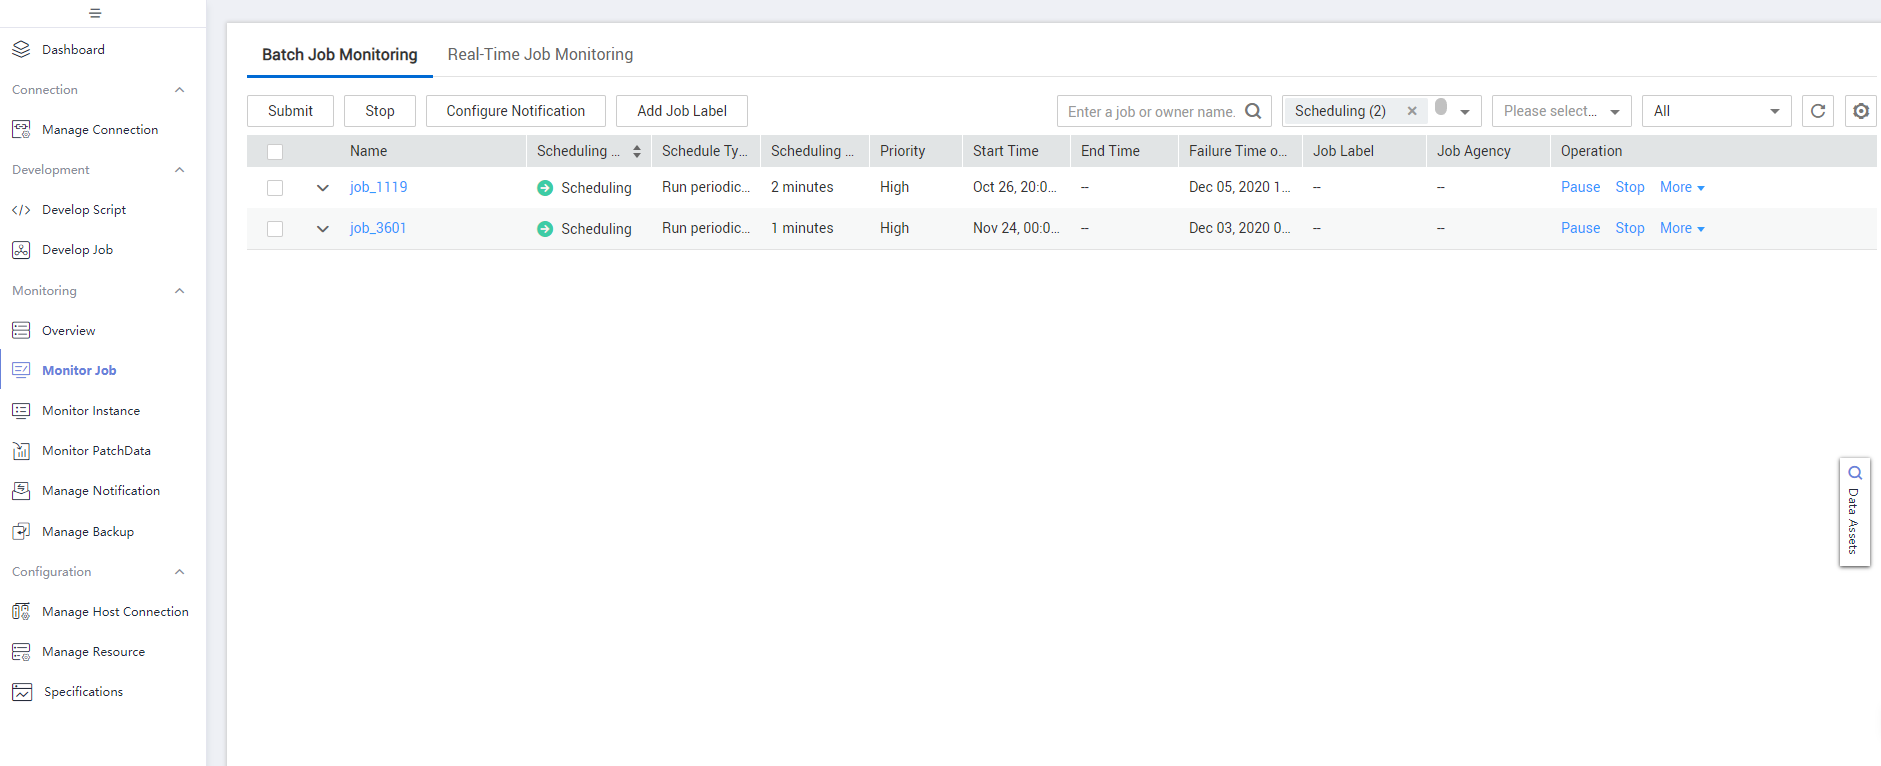 Dashboard
Connection
Manage Connection
Development
Develop Script
Develop Job
Monitoring
Overview
Monitor Job
Monitor Instance
Monitor PatchData
Manage Notification
Manage Backup
Configuration
Manage Host Connection
Manage Resource
Specifications
Batch Job Monitoring Real-Time Job Monitoring
Submit Stop Configure Notification Add Job Label Enter a job or owner name. Scheduling (2) Please select... All
Name Scheduling ... Schedule Ty... Scheduling ... Priority Start Time End Time Failure Time o... Job Label Job Agency Operation
job_1119 Scheduling Run periodic... 2 minutes High Oct 26, 20:0... -- Dec 05, 2020 1... -- -- Pause Stop More
job_3601 Scheduling Run periodic... 1 minutes High Nov 24, 00:0... -- Dec 03, 2020 0... -- -- Pause Stop More
Data Assets